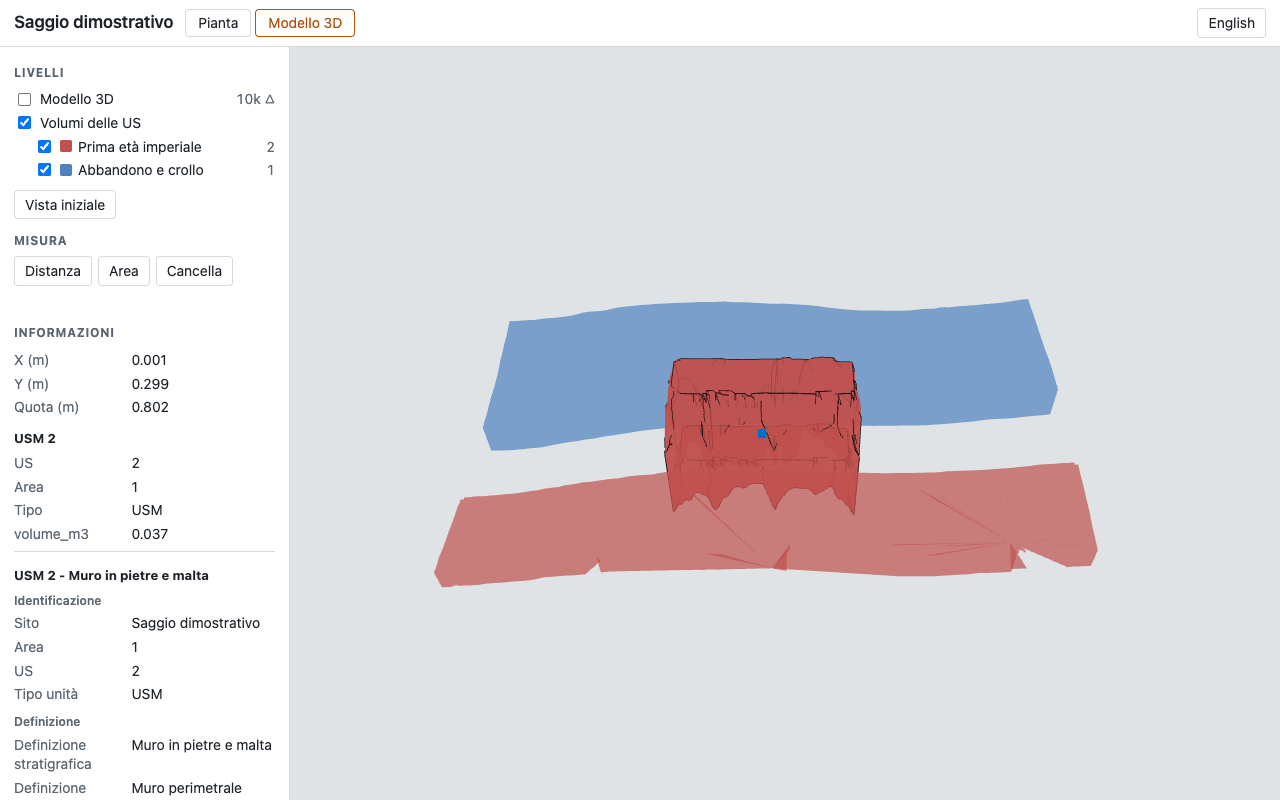 Saggio dimostrativo Pianta Modello 3D English
LIVELLI
Modello 3D 10k Δ
Volumi delle US
Prima età imperiale 2
Abbandono e crollo 1
Vista iniziale
MISURA
Distanza Area Cancella
INFORMAZIONI
X (m) 0.001
Y (m) 0.299
Quota (m) 0.802
USM 2
US 2
Area 1
Tipo USM
volume_m3 0.037
USM 2 - Muro in pietre e malta
Identificazione
Sito Saggio dimostrativo
Area 1
US 2
Tipo unità USM
Definizione
Definizione Muro in pietre e malta
stratigrafica
Definizione Muro perimetrale